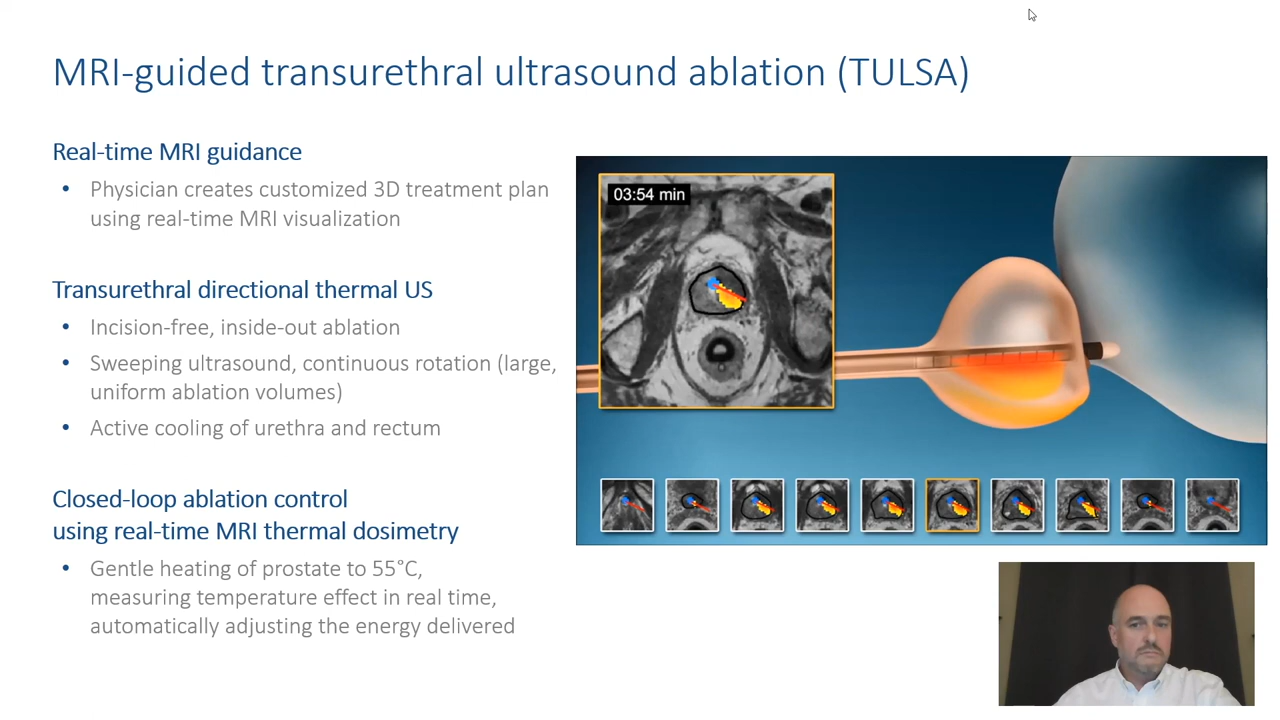 MRI-guided transurethral ultrasound ablation (TULSA)
Real-time MRI guidance
• Physician creates customized 3D treatment plan
using real-time MRI visualization
Transurethral directional thermal US
• Incision-free, inside-out ablation
• Sweeping ultrasound, continuous rotation (large,
uniform ablation volumes)
• Active cooling of urethra and rectum
Closed-loop ablation control
using real-time MRI thermal dosimetry
• Gentle heating of prostate to 55°C,
measuring temperature effect in real time,
automatically adjusting the energy delivered
03:54 min